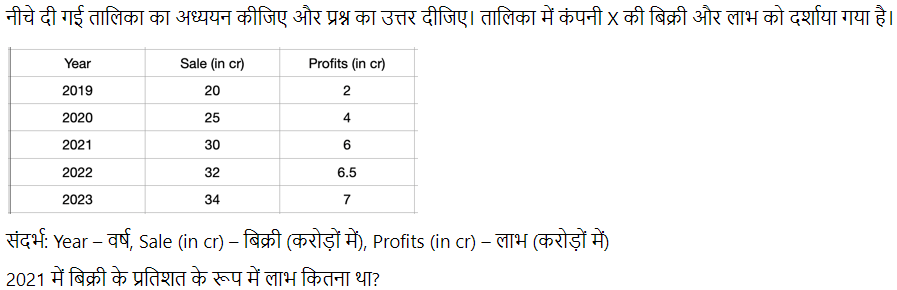 नीचे दी गई तालिका का अध्ययन कीजिए और प्रश्न का उत्तर दीजिए। तालिका में कंपनी X की बिक्री और लाभ को दर्शाया गया है।
Year Sale (in cr) Profits (in cr)
2019 20 2
2020 25 4
2021 30 6
2022 32 6.5
2023 34 7
संदर्भ: Year – वर्ष, Sale (in cr) – बिक्री (करोड़ों में), Profits (in cr) – लाभ (करोड़ों में)
2021 में बिक्री के प्रतिशत के रूप में लाभ कितना था?